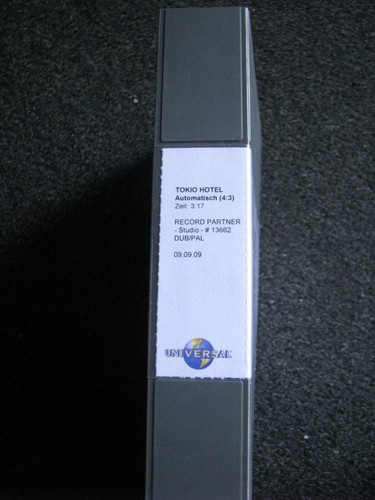 TOKIO HOTEL
Automatisch (4:3)
Zeit: 3:17
RECORD PARTNER
- Studio - # 13662
DUB/PAL
09.09.09
UNIVERSAL